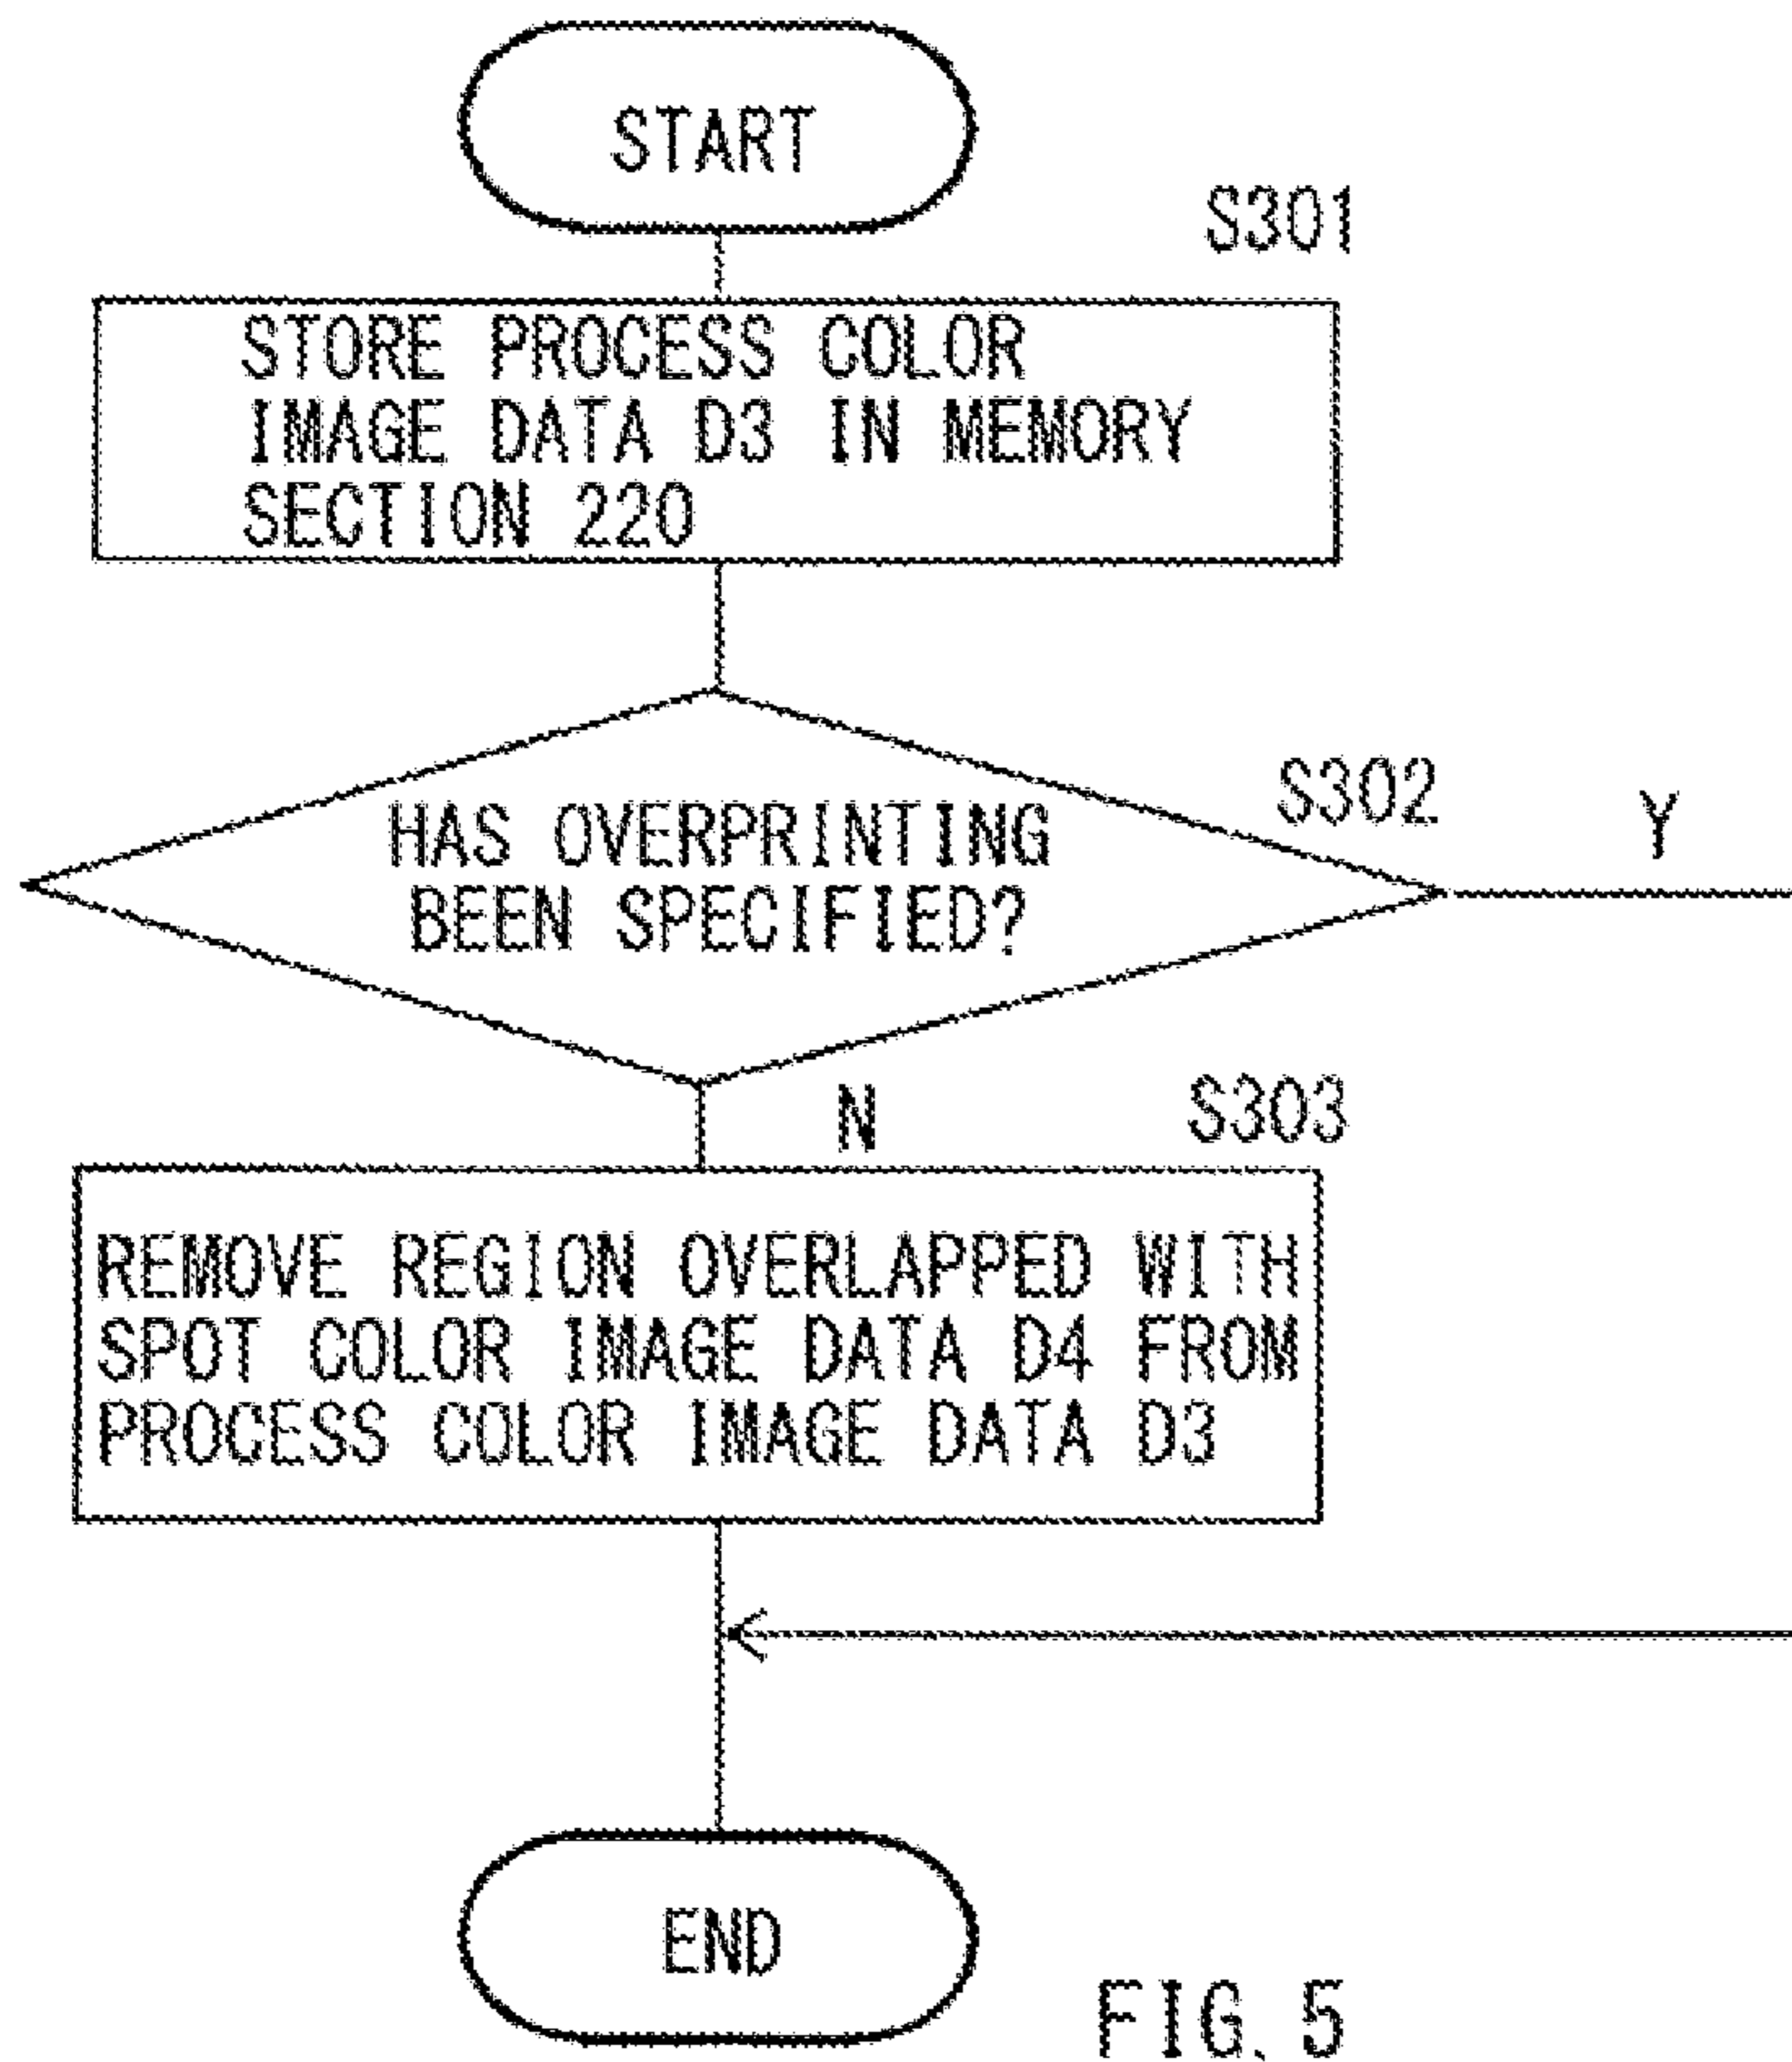 START
S301
STORE PROCESS COLOR
IMAGE DATA D3 IN MEMORY
SECTION 220
S302
Y
HAS OVERPRINTING
BEEN SPECIFIED?
N
S303
REMOVE REGION OVERLAPPED WITH
SPOT COLOR IMAGE DATA D4 FROM
PROCESS COLOR IMAGE DATA D3
END
FIG. 5